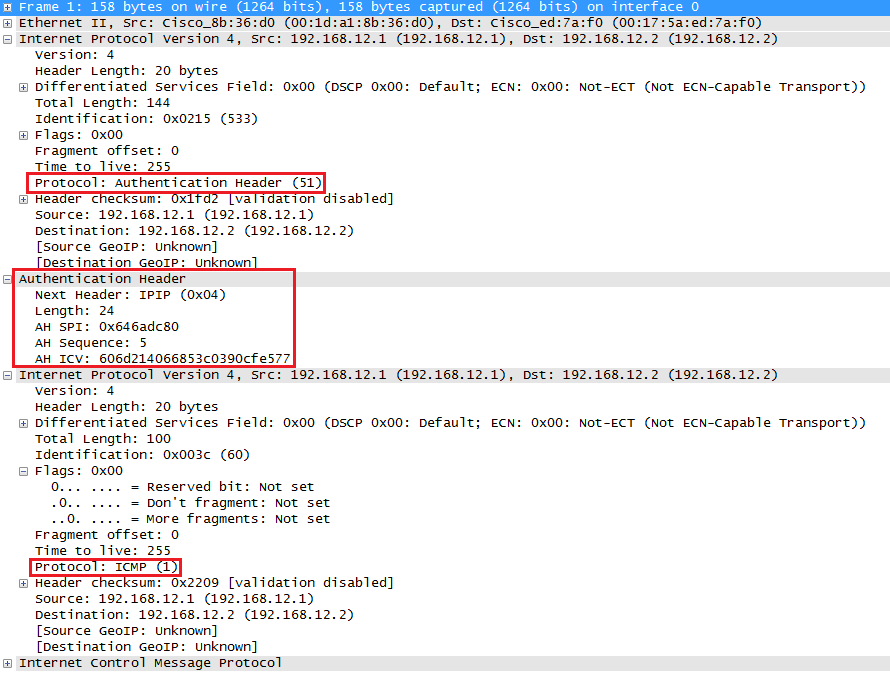 Frame 1: 158 bytes on wire (1264 bits), 158 bytes captured (1264 bits) on interface 0
Ethernet II, Src: Cisco_8b:36:d0 (00:1d:a1:8b:36:d0), Dst: Cisco_ed:7a:f0 (00:17:5a:ed:7a:f0)
Internet Protocol Version 4, Src: 192.168.12.1 (192.168.12.1), Dst: 192.168.12.2 (192.168.12.2)
Version: 4
Header Length: 20 bytes
Differentiated Services Field: 0x00 (DSCP 0x00: Default; ECN: 0x00: Not-ECT (Not ECN-Capable Transport))
Total Length: 144
Identification: 0x0215 (533)
Flags: 0x00
Fragment offset: 0
Time to live: 255
Protocol: Authentication Header (51)
Header checksum: 0x1fd2 [validation disabled]
Source: 192.168.12.1 (192.168.12.1)
Destination: 192.168.12.2 (192.168.12.2)
[Source GeoIP: Unknown]
[Destination GeoIP: Unknown]
Authentication Header
Next Header: IPIP (0x04)
Length: 24
AH SPI: 0x646adc80
AH Sequence: 5
AH ICV: 606d214066853c0390cfe577
Internet Protocol Version 4, Src: 192.168.12.1 (192.168.12.1), Dst: 192.168.12.2 (192.168.12.2)
Version: 4
Header Length: 20 bytes
Differentiated Services Field: 0x00 (DSCP 0x00: Default; ECN: 0x00: Not-ECT (Not ECN-Capable Transport))
Total Length: 100
Identification: 0x003c (60)
Flags: 0x00
0... .... = Reserved bit: Not set
.0.. .... = Don't fragment: Not set
..0. .... = More fragments: Not set
Fragment offset: 0
Time to live: 255
Protocol: ICMP (1)
Header checksum: 0x2209 [validation disabled]
Source: 192.168.12.1 (192.168.12.1)
Destination: 192.168.12.2 (192.168.12.2)
[Source GeoIP: Unknown]
[Destination GeoIP: Unknown]
Internet Control Message Protocol